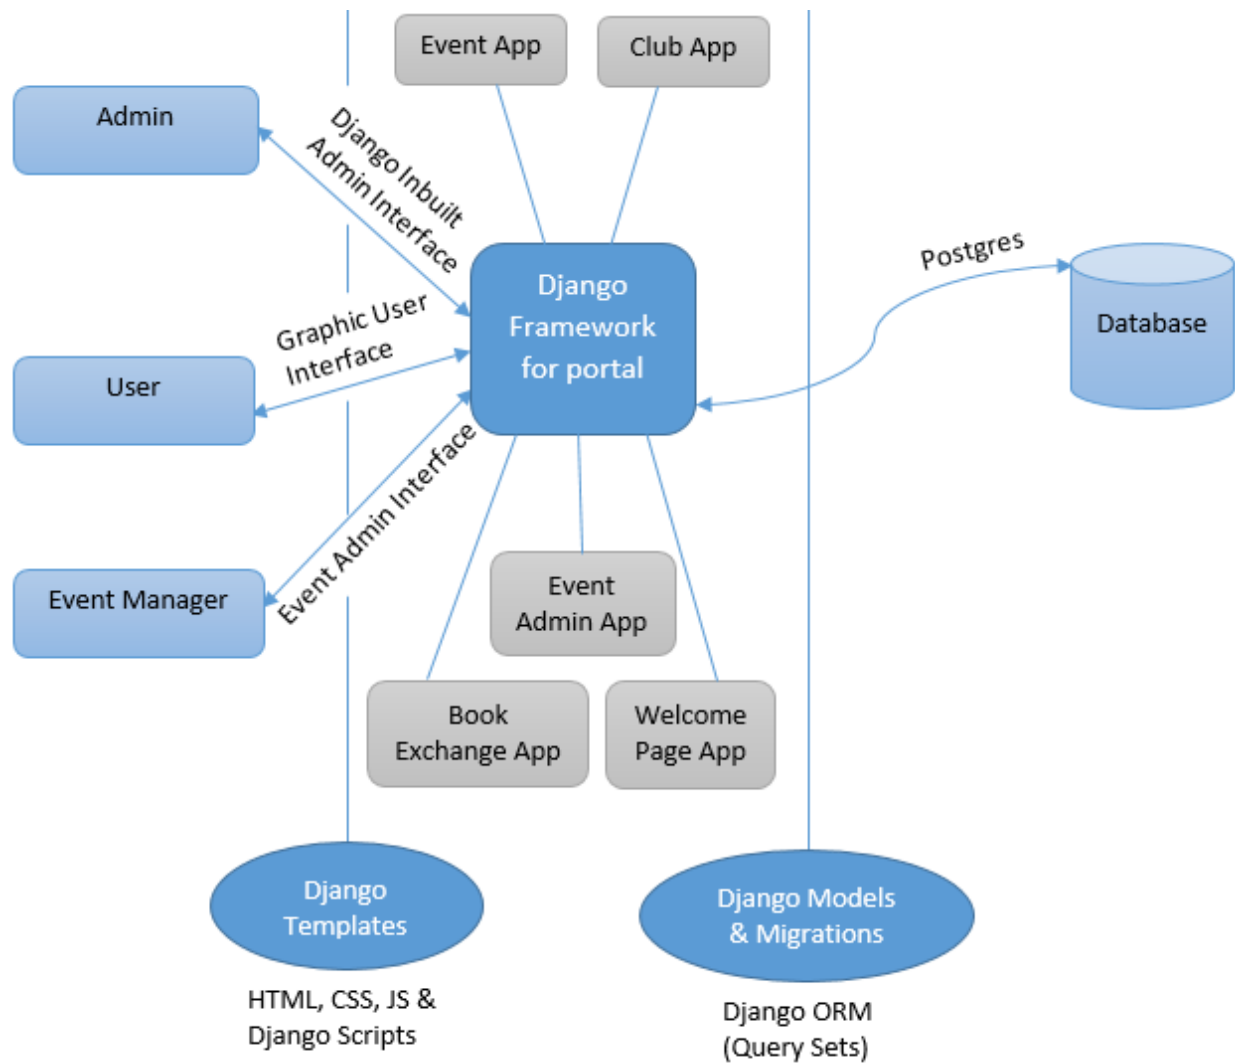 Event App
Club App
Admin
Django Inbuilt
Admin Interface
Postgres
Django
Framework
for portal
Database
Graphic User
Interface
User
Event Admin Interface
Event Manager
Event
Admin App
Book
Exchange App
Welcome
Page App
Django
Templates
Django Models
& Migrations
HTML, CSS, JS &
Django Scripts
Django ORM
(Query Sets)